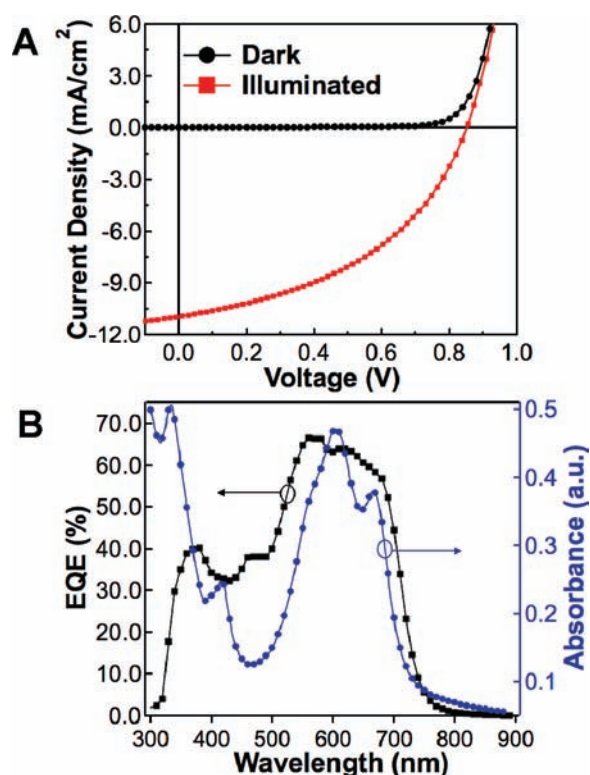 A
Current Density (mA/cm²)
6.0
3.0
0.0
-3.0
-6.0
-9.0
-12.0
Dark
Illuminated
0.0 0.2 0.4 0.6 0.8 1.0
Voltage (V)
B
EQE (%)
70.0
60.0
50.0
40.0
30.0
20.0
10.0
0.0
0.5
0.4
0.3
0.2
0.1
Absorbance (a.u.)
300 400 500 600 700 800 900
Wavelength (nm)